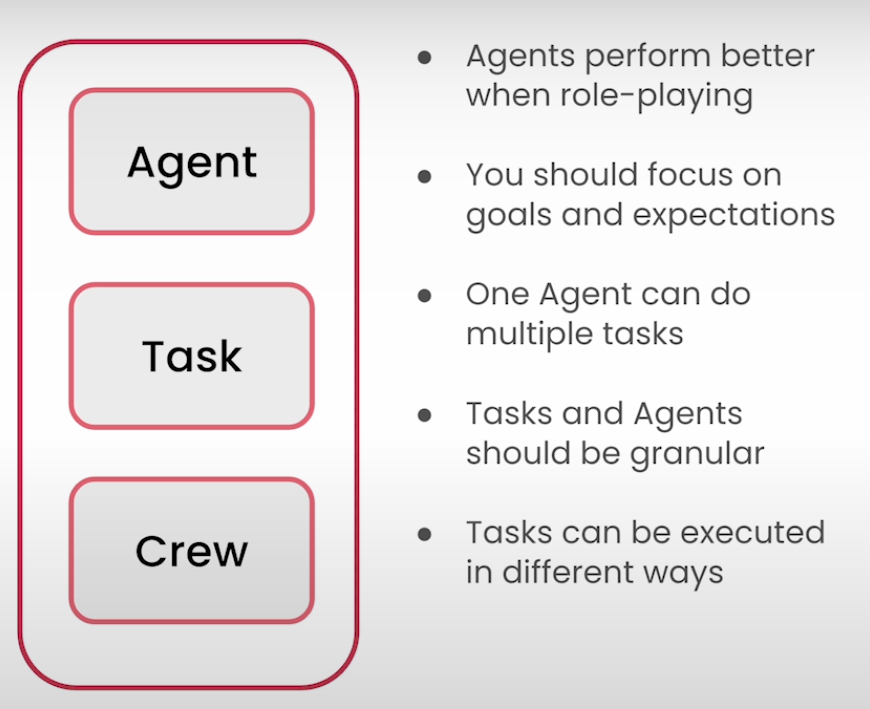 Agent
Task
Crew
● Agents perform better
when role-playing
● You should focus on
goals and expectations
● One Agent can do
multiple tasks
● Tasks and Agents
should be granular
● Tasks can be executed
in different ways